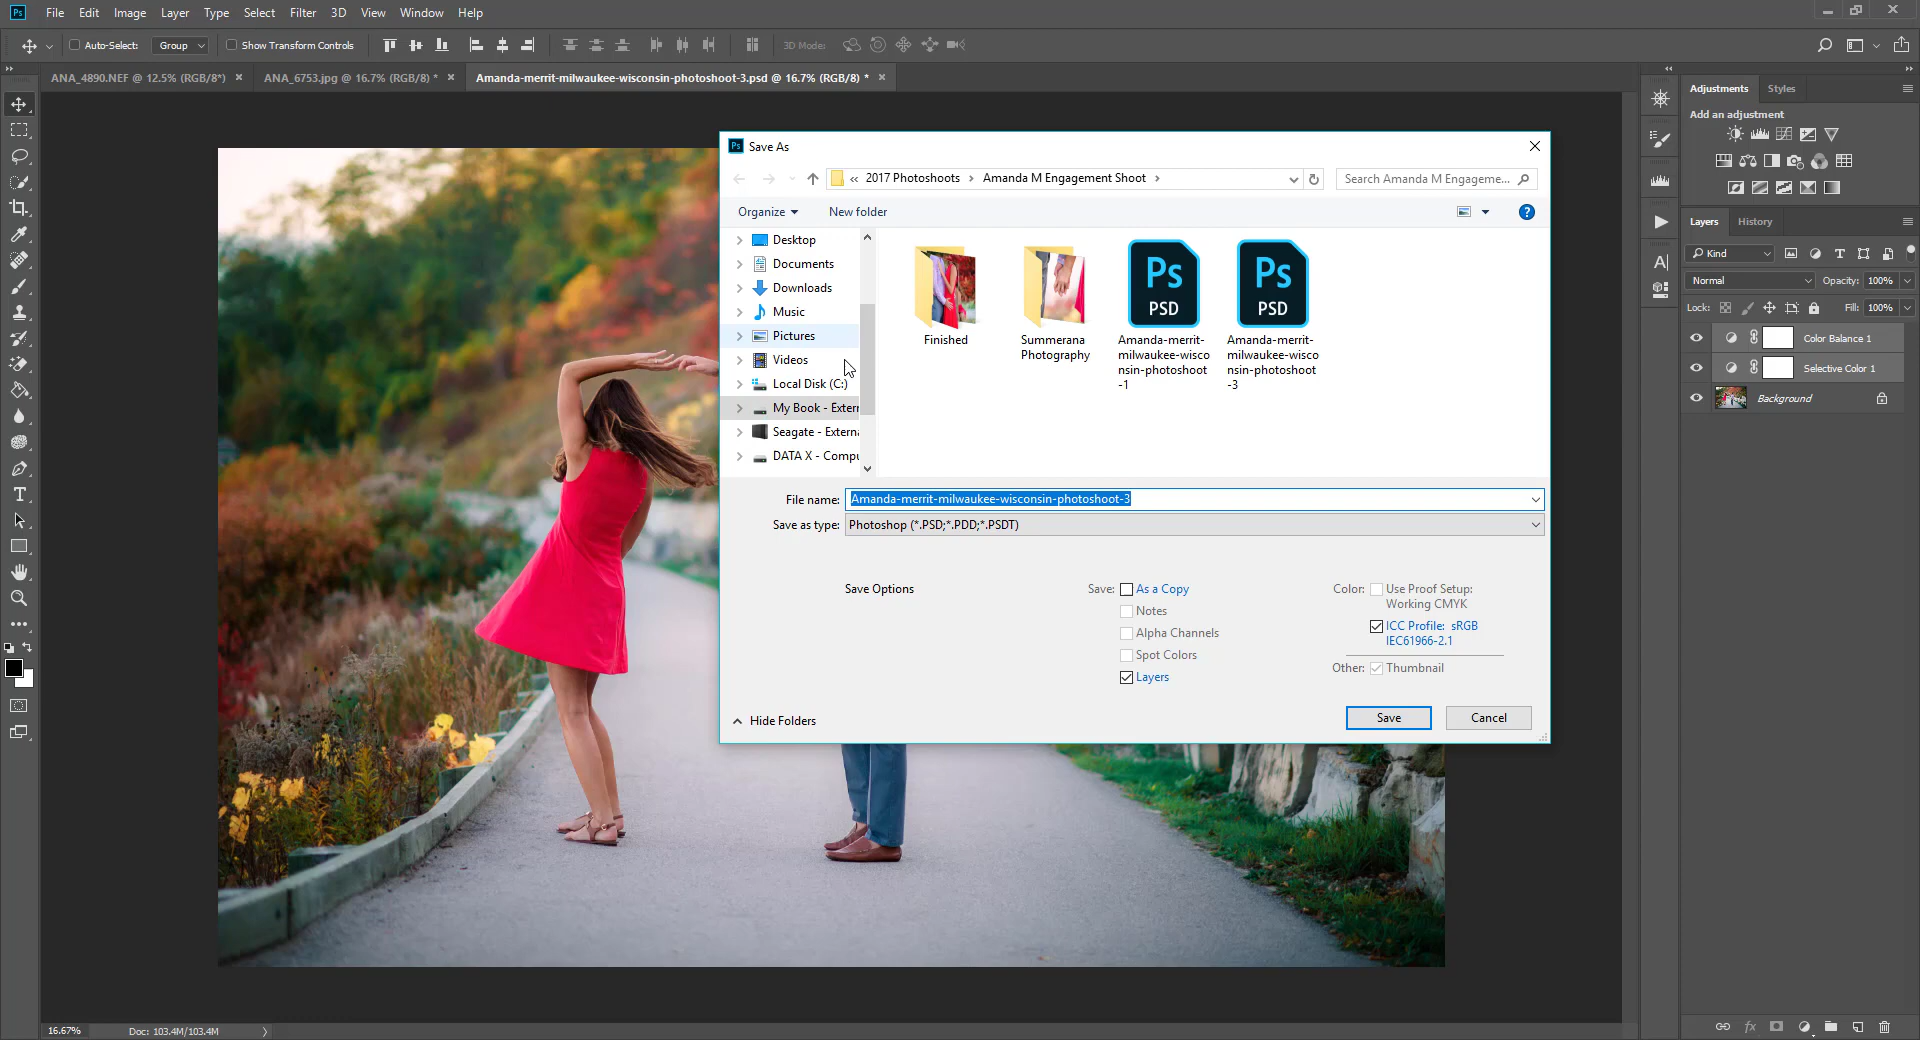 Ps File Edit Image Layer Type Select Filter 3D View Window Help
Auto-Select: Group Show Transform Controls 3D Mode:
ANA_4890.NEF @ 12.5% (RGB/8*) ANA_6753.jpg @ 16.7% (RGB/8) * Amanda-merrit-milwaukee-wisconsin-photoshoot-3.psd @ 16.7% (RGB/8) *
Ps Save As
« 2017 Photoshoots > Amanda M Engagement Shoot >
Search Amanda M Engageme...
Organize New folder
Desktop
Documents
Downloads
Music
Pictures
Videos
Local Disk (C:)
My Book - Extern
Seagate - Externa
DATA X - Compu
Finished
Summerana
Photography
Ps
PSD
Amanda-merrit-
milwaukee-wisco
nsin-photoshoot
-1
Ps
PSD
Amanda-merrit-
milwaukee-wisco
nsin-photoshoot
-3
File name: Amanda-merrit-milwaukee-wisconsin-photoshoot-3
Save as type: Photoshop (*.PSD;*.PDD;*.PSDT)
Save Options
Save: As a Copy
Notes
Alpha Channels
Spot Colors
Layers
Color: Use Proof Setup:
Working CMYK
ICC Profile: sRGB
IEC61966-2.1
Other: Thumbnail
Hide Folders
Save Cancel
Adjustments Styles
Add an adjustment
Layers History
Kind
Normal Opacity: 100%
Lock: Fill: 100%
Color Balance 1
Selective Color 1
Background
16.67% Doc: 103.4M/103.4M